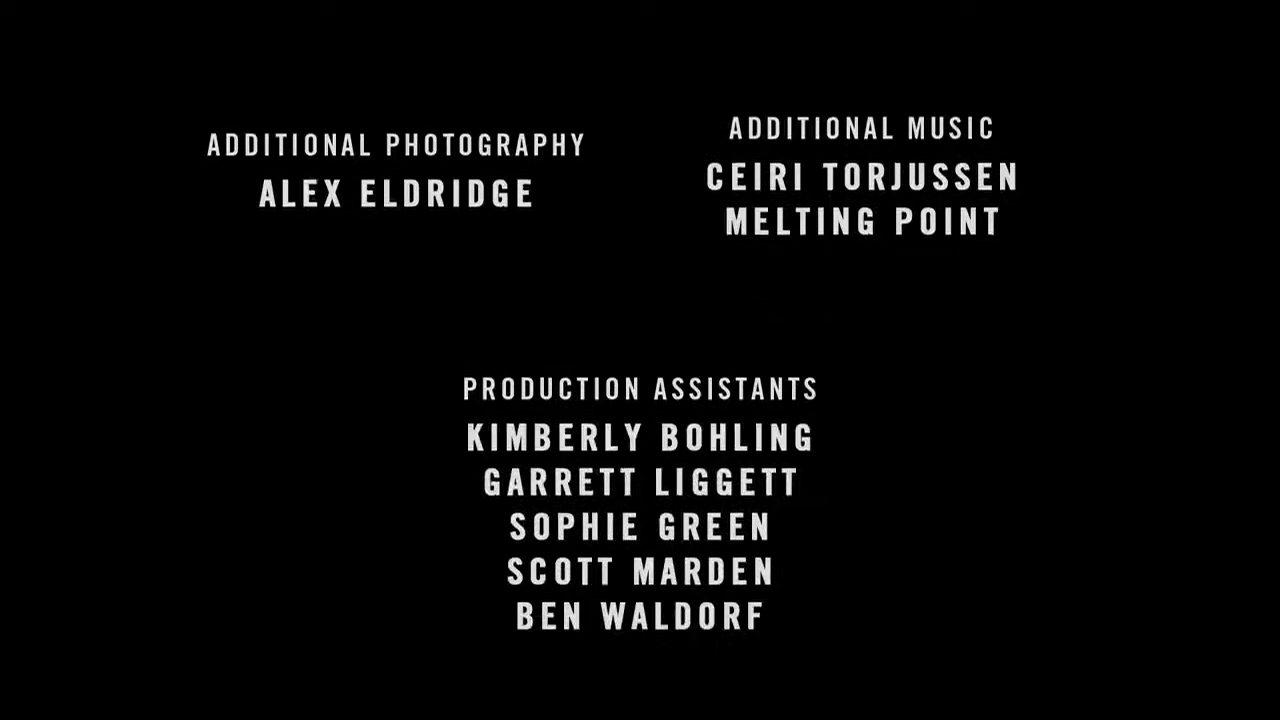 ADDITIONAL PHOTOGRAPHY
ALEX ELDRIDGE
ADDITIONAL MUSIC
CEIRI TORJUSSEN
MELTING POINT
PRODUCTION ASSISTANTS
KIMBERLY BOHLING
GARRETT LIGGETT
SOPHIE GREEN
SCOTT MARDEN
BEN WALDORF